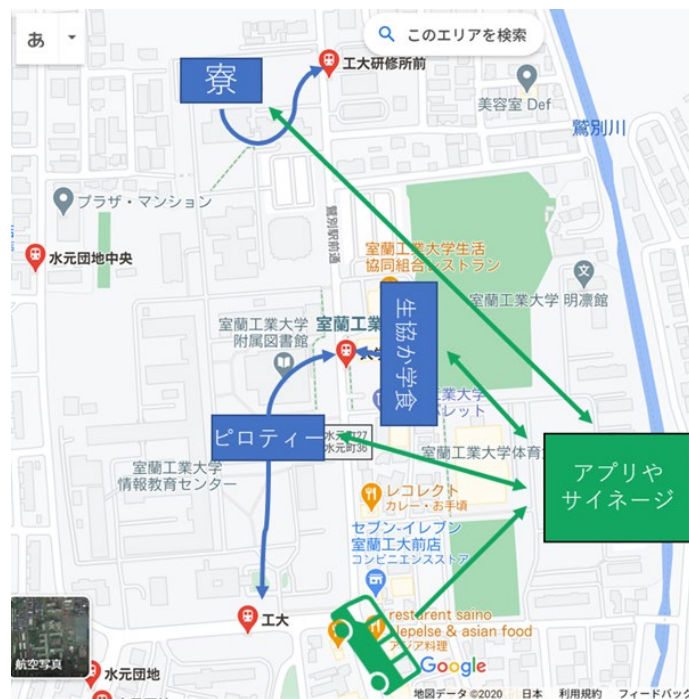 あ
このエリアを検索
寮
工大研修所前
美容室 Def
鷲別川
プラザ・マンション
鷲別駅前通
水元団地中央
室蘭工業大学生活
協同組合レストラン
室蘭工業大学 明凛館
生協か学食
室蘭工業大学
附属図書館
室蘭工業
ピロティー
水元町27
水元町36
アプリや
サイネージ
室蘭工業大学
情報教育センター
レコレクト
カレー・お手頃
セブン-イレブン
室蘭工大前店
コンビニエンスストア
工大
restaurent saino
& asian food
アジア料理
航空写真
水元団地
Google
地図データ ©2020
日本
利用規約
フィードバック